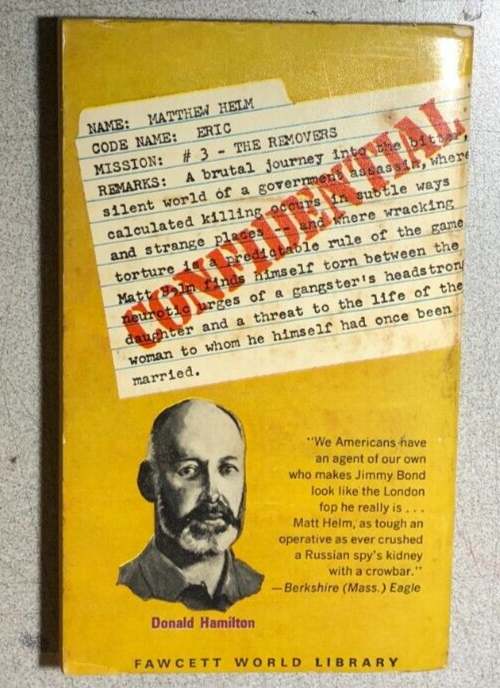 NAME: MATTHEW HELM
CODE NAME: ERIC
MISSION: # 3 - THE REMOVERS
REMARKS: A brutal journey into the bitter,
silent world of a government assassin, where
calculated killing occurs in subtle ways
and strange places -- and where wracking
torture is a predictable rule of the game
Matt Helm finds himself torn between the
neurotic urges of a gangster's headstrong
daughter and a threat to the life of the
woman to whom he himself had once been
married.
CONFIDENTIAL
"We Americans have
an agent of our own
who makes Jimmy Bond
look like the London
fop he really is . . .
Matt Helm, as tough an
operative as ever crushed
a Russian spy's kidney
with a crowbar."
—Berkshire (Mass.) Eagle
Donald Hamilton
FAWCETT WORLD LIBRARY